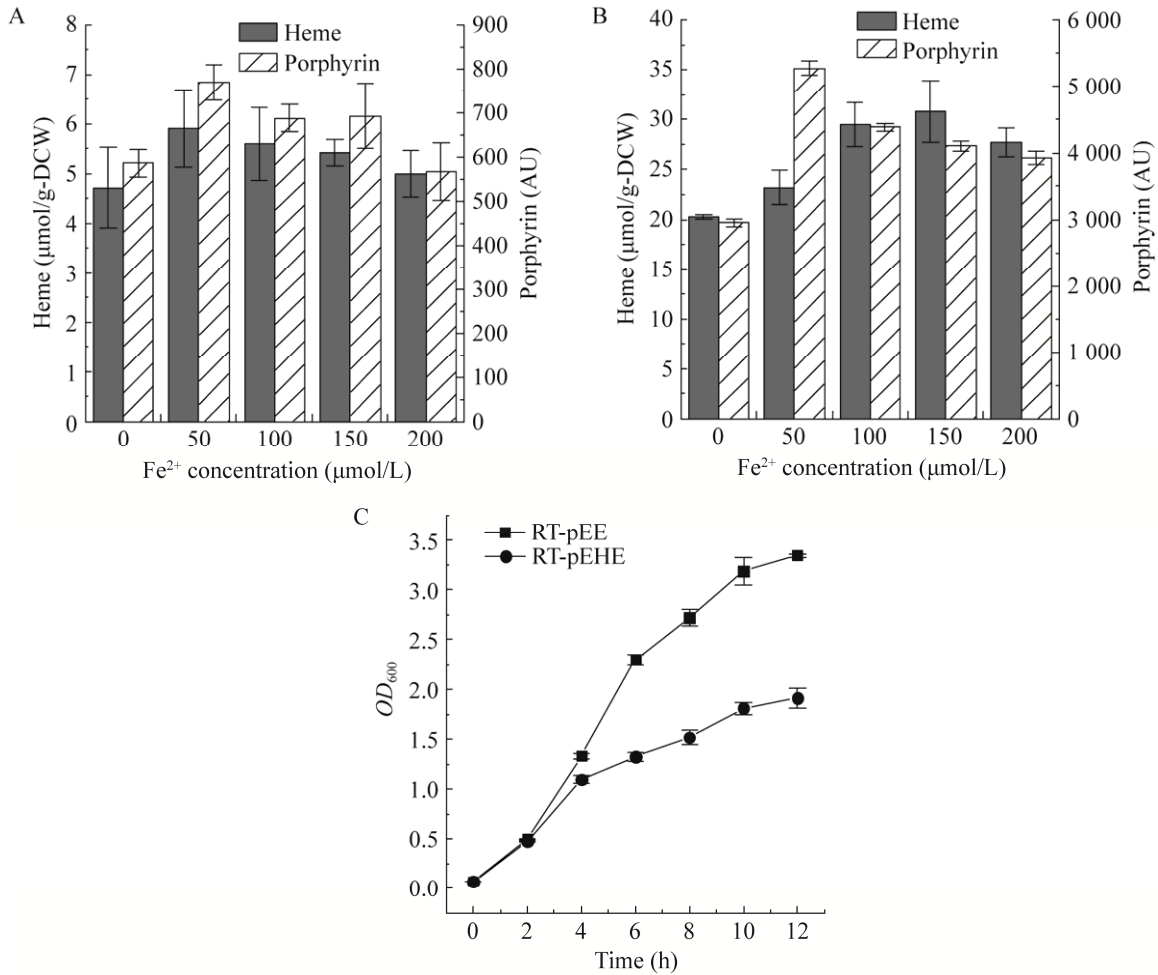 A
Heme
Porphyrin
8
7
6
5
4
3
2
1
0
Heme (μmol/g-DCW)
900
800
700
600
500
400
300
200
100
0
Porphyrin (AU)
0 50 100 150 200
Fe²⁺ concentration (μmol/L)
B
Heme
Porphyrin
40
35
30
25
20
15
10
5
0
Heme (μmol/g-DCW)
6 000
5 000
4 000
3 000
2 000
1 000
0
Porphyrin (AU)
0 50 100 150 200
Fe²⁺ concentration (μmol/L)
C
RT-pEE
RT-pEHE
3.5
3.0
2.5
2.0
1.5
1.0
0.5
0.0
OD₆₀₀
0 2 4 6 8 10 12
Time (h)